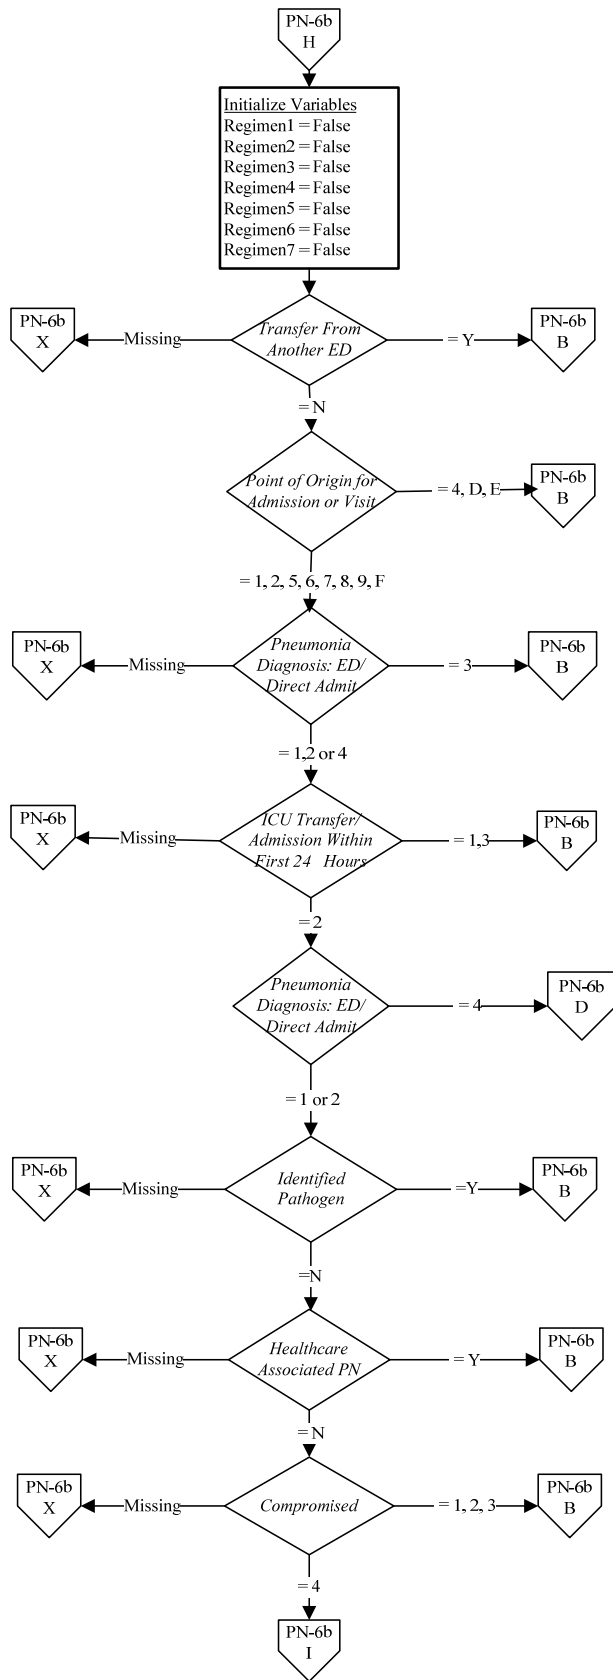 PN-6b
H
Initialize Variables
Regimen1 = False
Regimen2 = False
Regimen3 = False
Regimen4 = False
Regimen5 = False
Regimen6 = False
Regimen7 = False
PN-6b
X
Missing
Transfer From
Another ED
= Y
PN-6b
B
= N
Point of Origin for
Admission or Visit
= 4, D, E
PN-6b
B
= 1, 2, 5, 6, 7, 8, 9, F
PN-6b
X
Missing
Pneumonia
Diagnosis: ED/
Direct Admit
= 3
PN-6b
B
= 1,2 or 4
PN-6b
X
Missing
ICU Transfer/
Admission Within
First 24 Hours
= 1,3
PN-6b
B
= 2
Pneumonia
Diagnosis: ED/
Direct Admit
= 4
PN-6b
D
= 1 or 2
PN-6b
X
Missing
Identified
Pathogen
=Y
PN-6b
B
=N
PN-6b
X
Missing
Healthcare
Associated PN
= Y
PN-6b
B
= N
PN-6b
X
Missing
Compromised
= 1, 2, 3
PN-6b
B
= 4
PN-6b
I